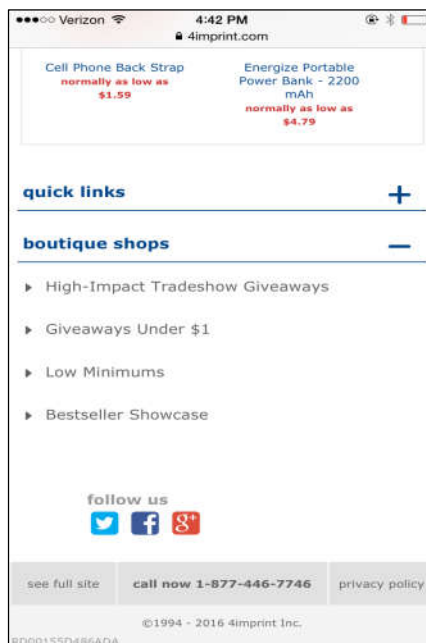 Verizon 4:42 PM
4imprint.com
Cell Phone Back Strap
normally as low as
$1.59
Energize Portable
Power Bank - 2200
mAh
normally as low as
$4.79
quick links
boutique shops
High-Impact Tradeshow Giveaways
Giveaways Under $1
Low Minimums
Bestseller Showcase
follow us
see full site call now 1-877-446-7746 privacy policy
©1994 - 2016 4imprint Inc.
RD00155D486ADA